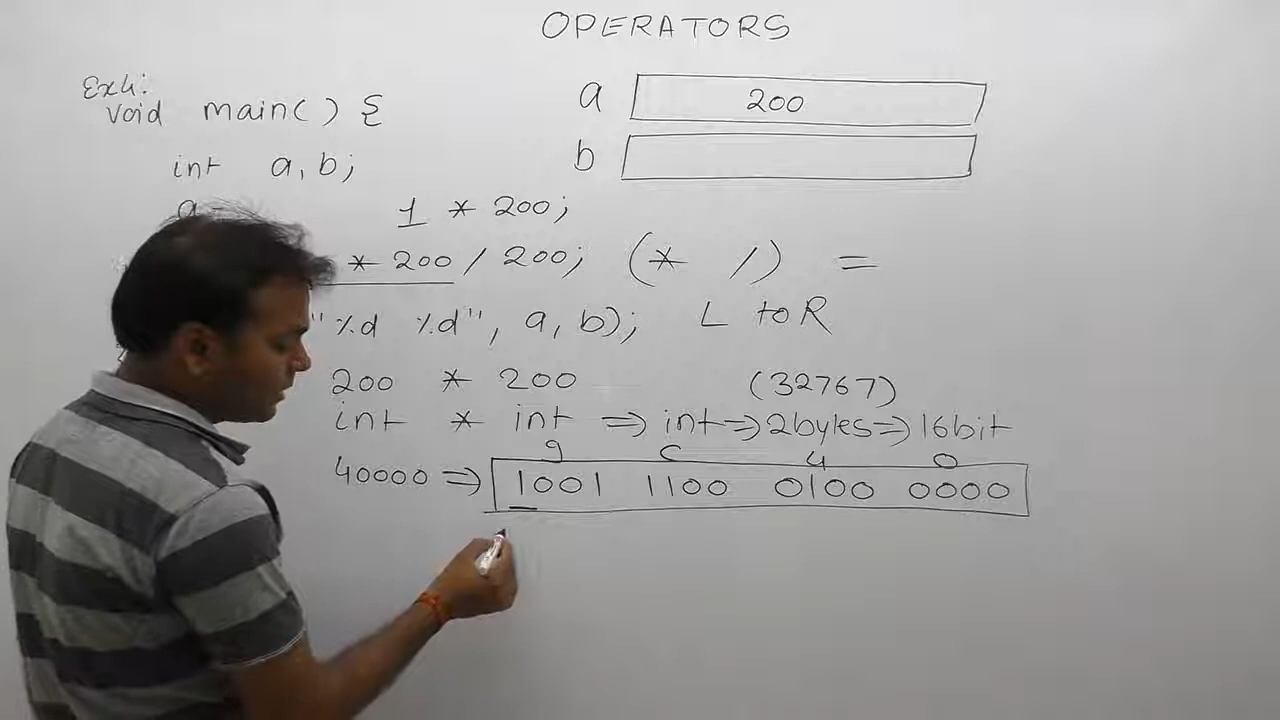 OPERATORS
Ex4:
void main() {
a 200
b
int a, b;
a = 1 * 200;
* 200 / 200; (* /) =
"%d %d", a, b); L to R
200 * 200 (32767)
int * int => int => 2bytes => 16bit
9 C 4 0
40000 => 1001 1100 0100 0000